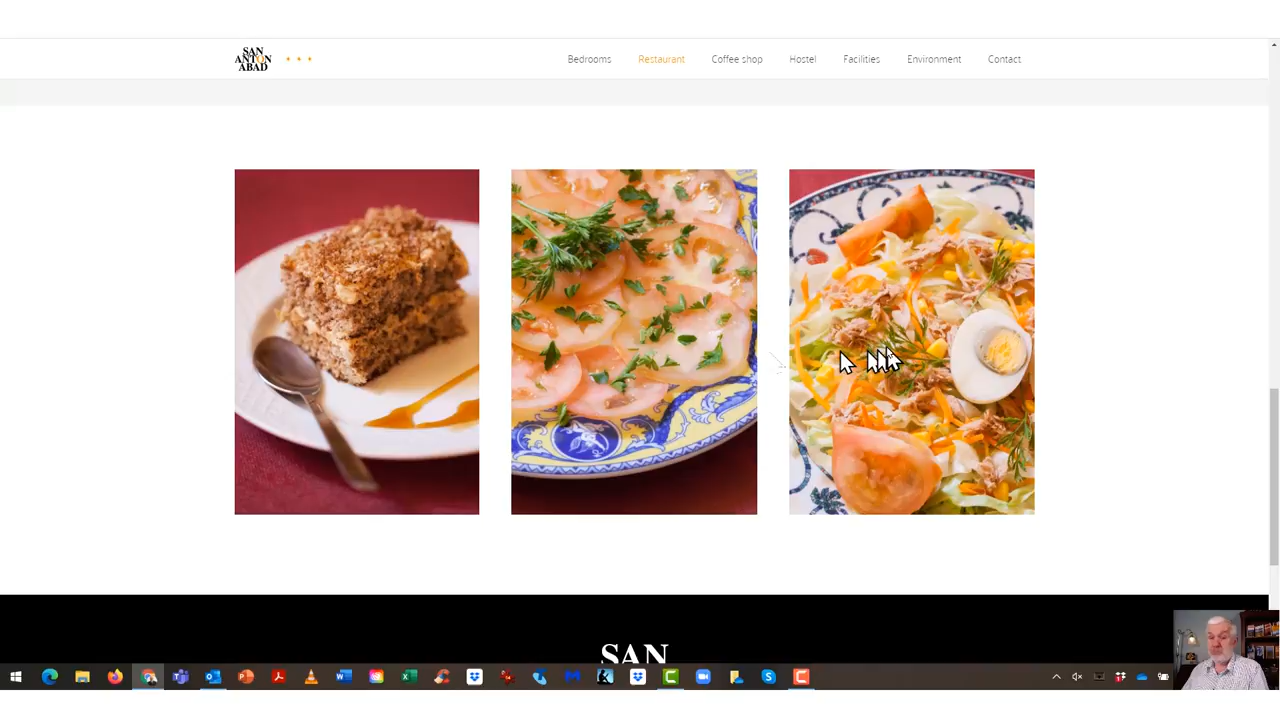 SAN
ANTON
ABAD
Bedrooms
Restaurant
Coffee shop
Hostel
Facilities
Environment
Contact
SAN